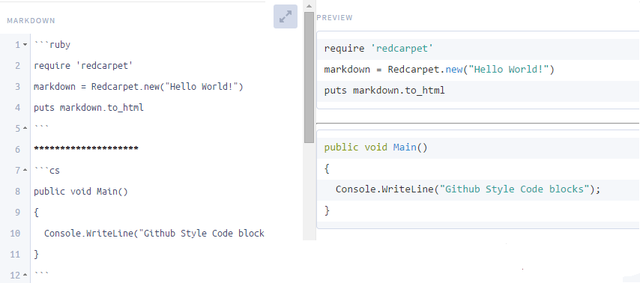 MARKDOWN
1 ```ruby
2 require 'redcarpet'
3 markdown = Redcarpet.new("Hello World!")
4 puts markdown.to_html
5 ```
6 ********************
7 ```cs
8 public void Main()
9 {
10 Console.WriteLine("Github Style Code block
11 }
12 ```
PREVIEW
require 'redcarpet'
markdown = Redcarpet.new("Hello World!")
puts markdown.to_html
public void Main()
{
Console.WriteLine("Github Style Code blocks");
}